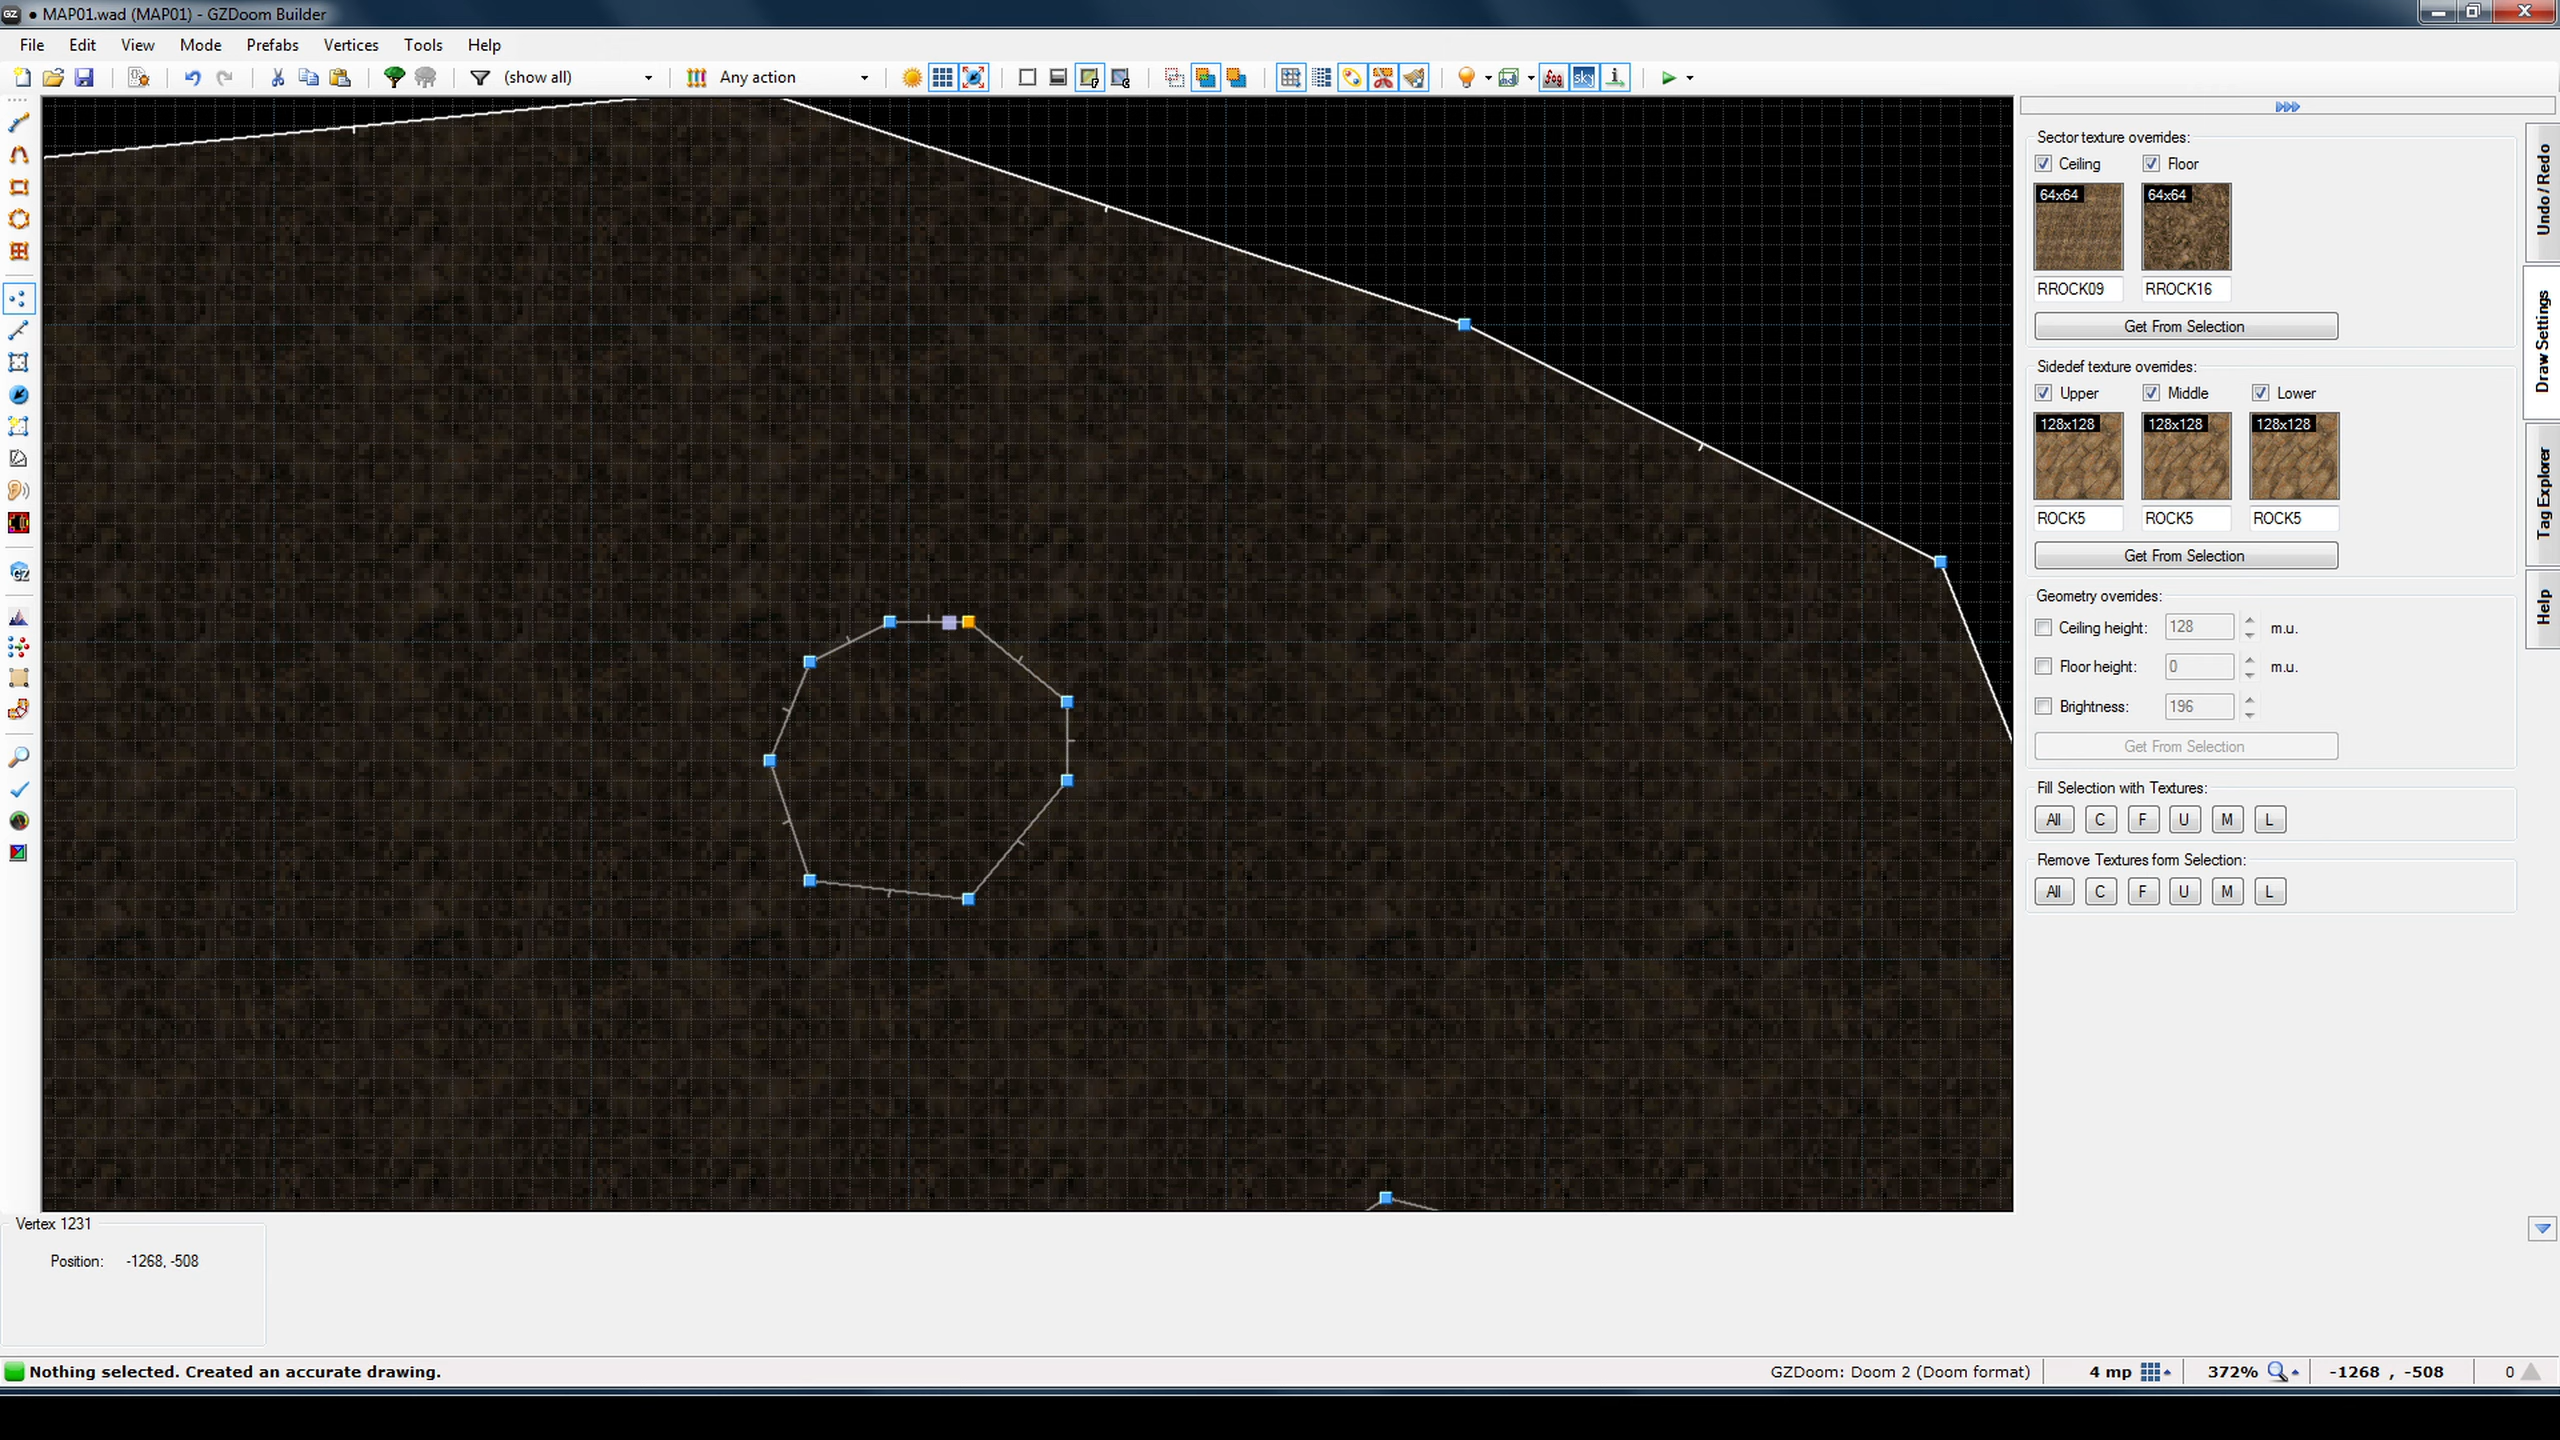 GZ • MAP01.wad (MAP01) - GZDoom Builder
File Edit View Mode Prefabs Vertices Tools Help
(show all) Any action fog sky
Sector texture overrides:
Ceiling Floor
64x64 64x64
RROCK09 RROCK16
Get From Selection
Sidedef texture overrides:
Upper Middle Lower
128x128 128x128 128x128
ROCK5 ROCK5 ROCK5
Get From Selection
Geometry overrides:
Ceiling height: 128 m.u.
Floor height: 0 m.u.
Brightness: 196
Get From Selection
Fill Selection with Textures:
All C F U M L
Remove Textures form Selection:
All C F U M L
Undo / Redo
Draw Settings
Tag Explorer
Help
GZ
Vertex 1231
Position: -1268, -508
Nothing selected. Created an accurate drawing.
GZDoom: Doom 2 (Doom format) 4 mp 372% -1268 , -508 0